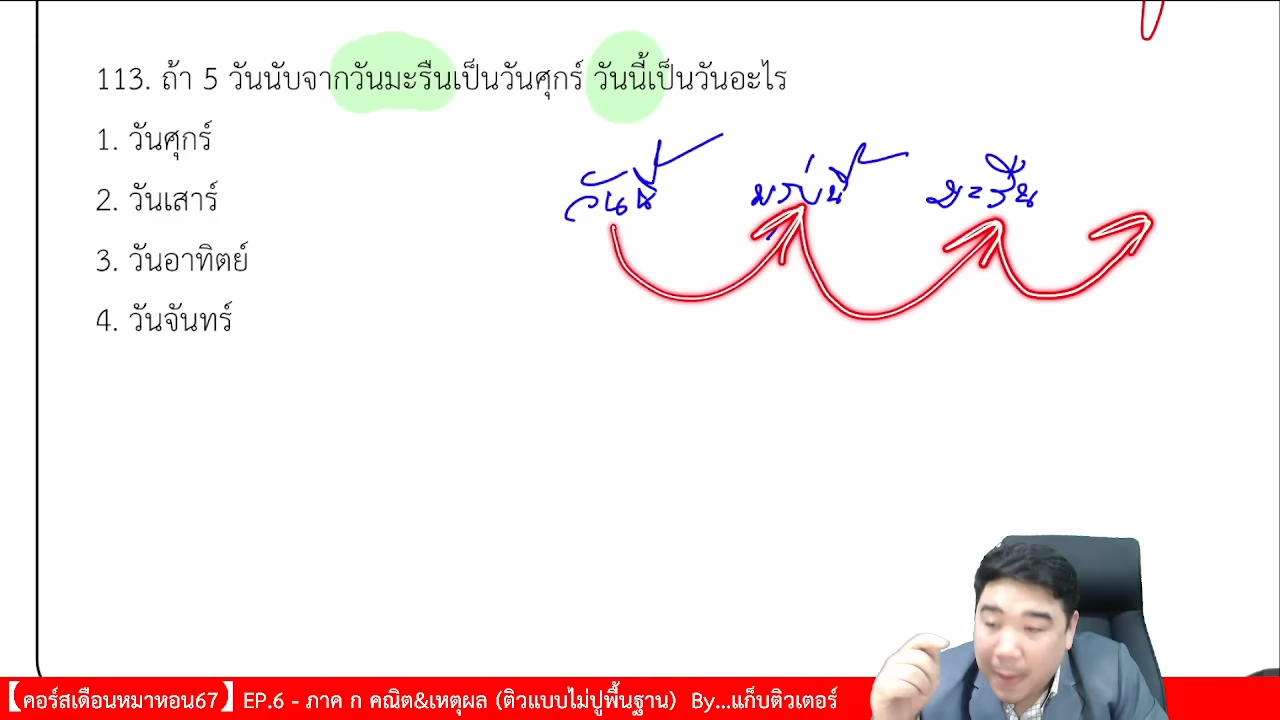 113. ถ้า 5 วันนับจากวันมะรืนเป็นวันศุกร์ วันนี้เป็นวันอะไร
1. วันศุกร์
2. วันเสาร์
3. วันอาทิตย์
4. วันจันทร์
วันนี้ พรุ่งนี้ มะรืน
【คอร์สเดือนหมาหอน67】EP.6 - ภาค ก คณิต&เหตุผล (ติวแบบไม่ปูพื้นฐาน) By...แก็บติวเตอร์